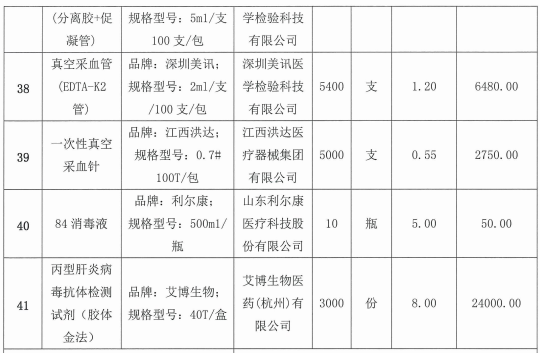 (分离胶+促
凝管)
规格型号：5ml/支
100 支/包
学检验科技
有限公司
38
真空采血管
(EDTA-K2
管)
品牌：深圳美讯；
规格型号：2ml/支
/100 支/包
深圳美讯医
学检验科技
有限公司
5400
支
1.20
6480.00
39
一次性真空
采血针
品牌：江西洪达；
规格型号：0.7#
100T/包
江西洪达医
疗器械集团
有限公司
5000
支
0.55
2750.00
40
84 消毒液
品牌：利尔康；
规格型号：500ml/
瓶
山东利尔康
医疗科技股
份有限公司
10
瓶
5.00
50.00
41
丙型肝炎病
毒抗体检测
试剂（胶体
金法）
品牌：艾博生物；
规格型号：40T/盒
艾博生物医
药(杭州)有
限公司
3000
份
8.00
24000.00